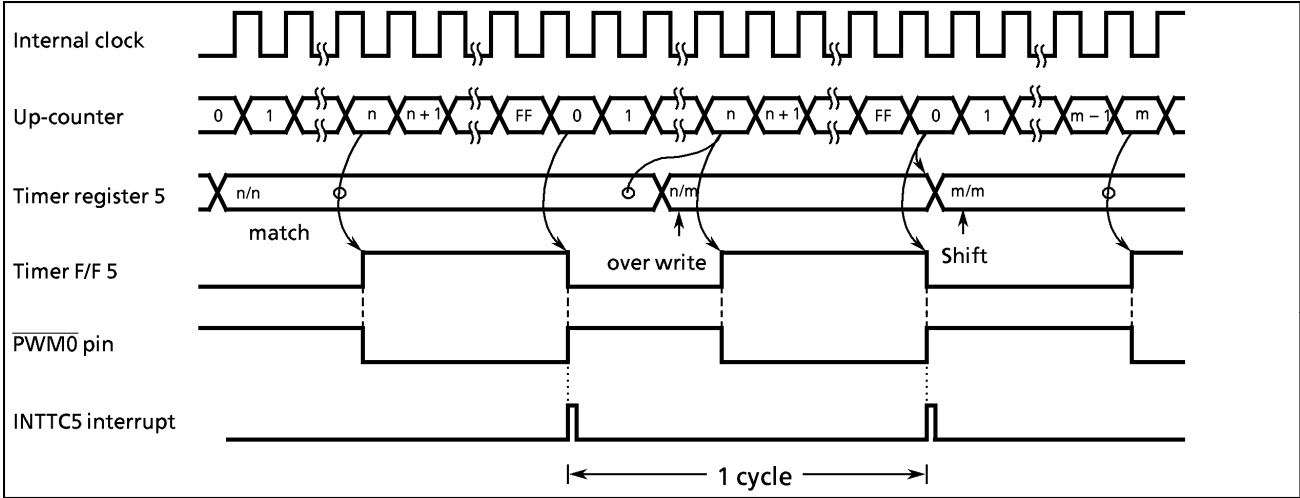 Internal clock
Up-counter 0 1 n n + 1 FF 0 1 n n + 1 FF 0 1 m − 1 m
Timer register 5 n/n n/m m/m
match
over write
Shift
Timer F/F 5
PWM0 pin
INTTC5 interrupt
1 cycle